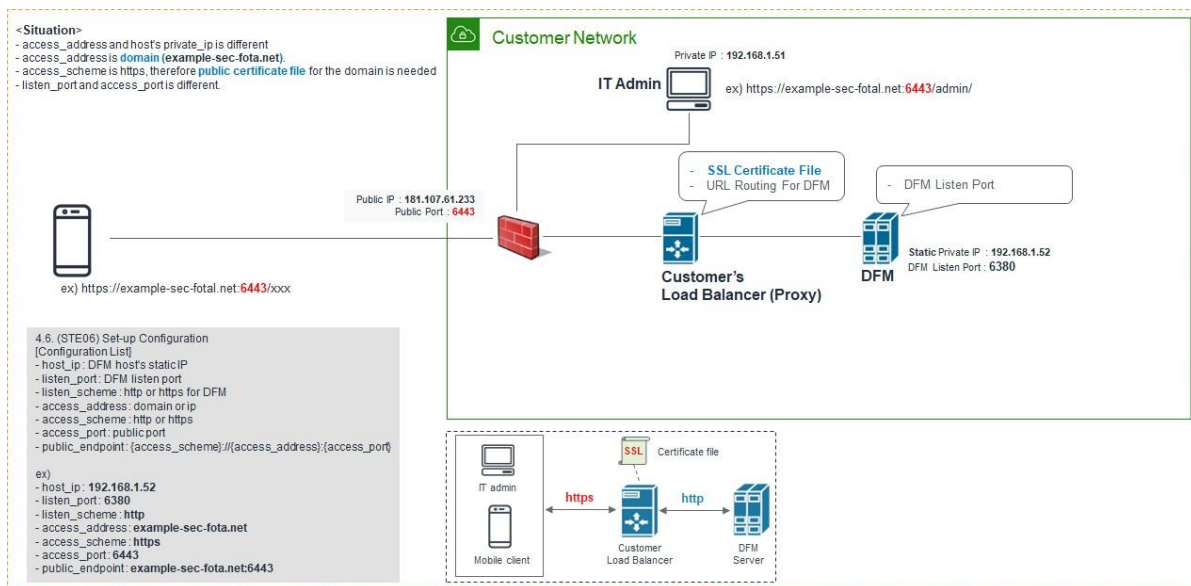 <Situation>
- access_address and host's private_ip is different
- access_address is domain (example-sec-fota.net).
- access_scheme is https, therefore public certificate file for the domain is needed
- listen_port and access_port is different.
Customer Network
Private IP : 192.168.1.51
IT Admin
ex) https://example-sec-fotal.net:6443/admin/
- SSL Certificate File
- URL Routing For DFM
- DFM Listen Port
Public IP : 181.107.61.233
Public Port : 6443
Static Private IP : 192.168.1.52
DFM Listen Port : 6380
Customer's
Load Balancer (Proxy)
DFM
ex) https://example-sec-fotal.net:6443/xxx
4.6. (STE06) Set-up Configuration
[Configuration List]
- host_ip : DFM host's static IP
- listen_port : DFM listen port
- listen_scheme : http or https for DFM
- access_address : domain or ip
- access_scheme : http or https
- access_port : public port
- public_endpoint : {access_scheme}://{access_address}:{access_port}
ex)
- host_ip : 192.168.1.52
- listen_port : 6380
- listen_scheme : http
- access_address : example-sec-fota.net
- access_scheme : https
- access_port : 6443
- public_endpoint : example-sec-fota.net:6443
SSL
Certificate file
IT admin
https
http
Mobile client
Customer
Load Balancer
DFM
Server